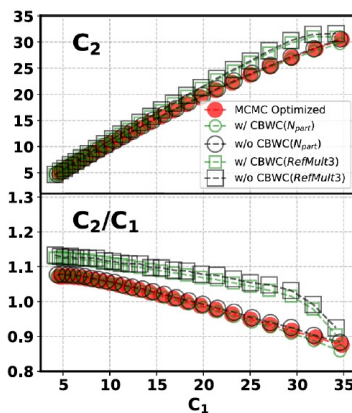 35
30
25
20
15
10
5
C₂
MCMC Optimized
w/ CBWC(N_part)
w/o CBWC(N_part)
w/ CBWC(RefMult3)
w/o CBWC(RefMult3)
1.3
1.2
1.1
1.0
0.9
0.8
C₂/C₁
5 10 15 20 25 30 35
C₁